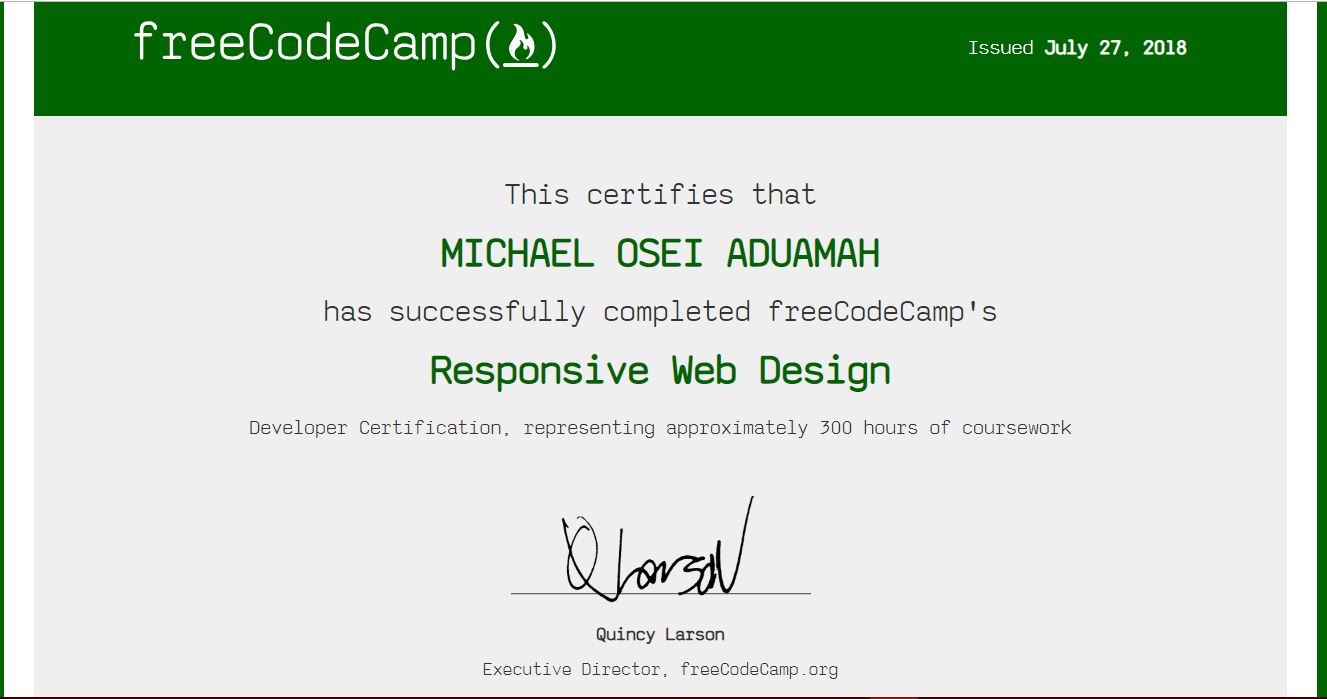 freeCodeCamp(🔥)
Issued July 27, 2018
This certifies that
MICHAEL OSEI ADUAMAH
has successfully completed freeCodeCamp's
Responsive Web Design
Developer Certification, representing approximately 300 hours of coursework
Q Larson
Quincy Larson
Executive Director, freeCodeCamp.org